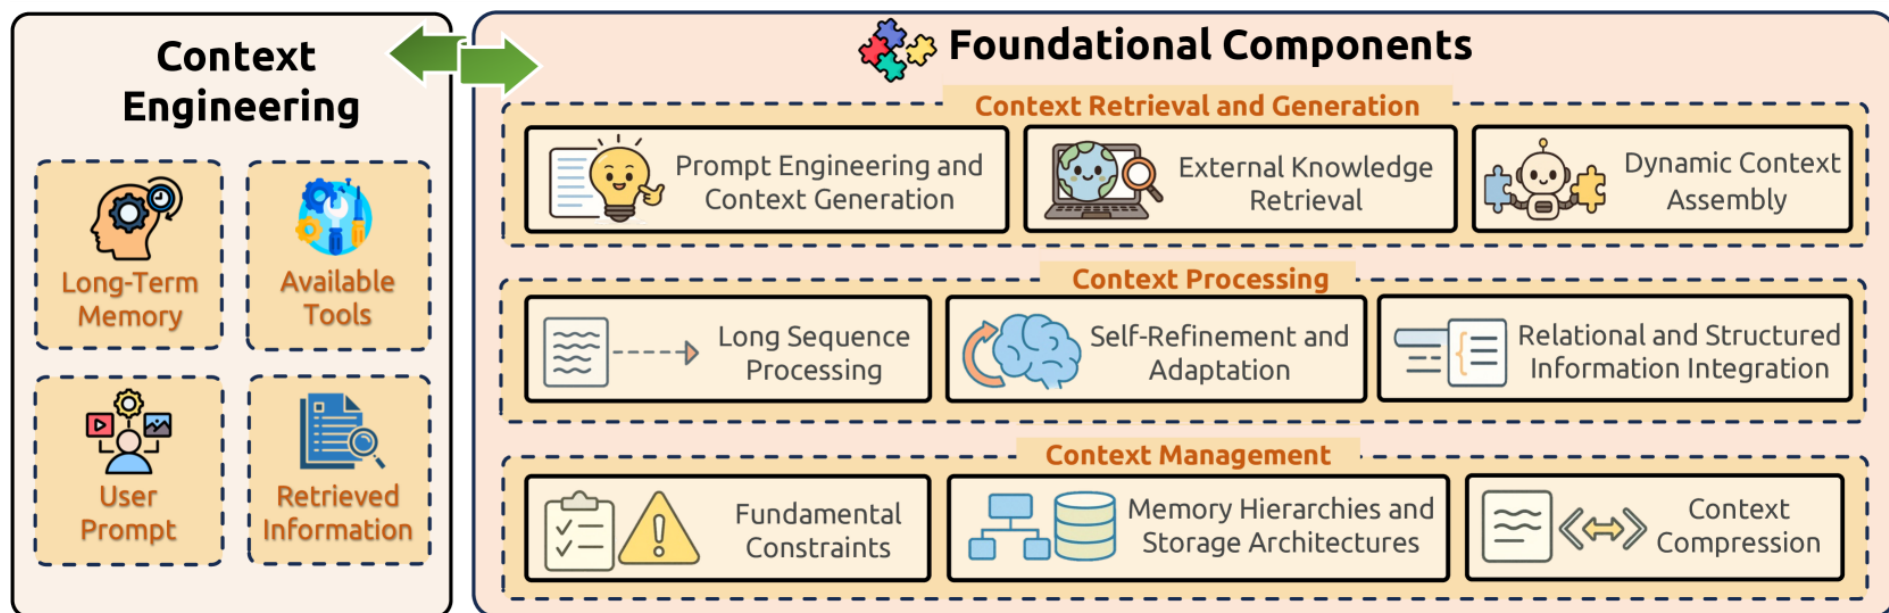 Context
Engineering
Long-Term
Memory
Available
Tools
User
Prompt
Retrieved
Information
Foundational Components
Context Retrieval and Generation
Prompt Engineering and
Context Generation
External Knowledge
Retrieval
Dynamic Context
Assembly
Context Processing
Long Sequence
Processing
Self-Refinement and
Adaptation
Relational and Structured
Information Integration
Context Management
Fundamental
Constraints
Memory Hierarchies and
Storage Architectures
Context
Compression